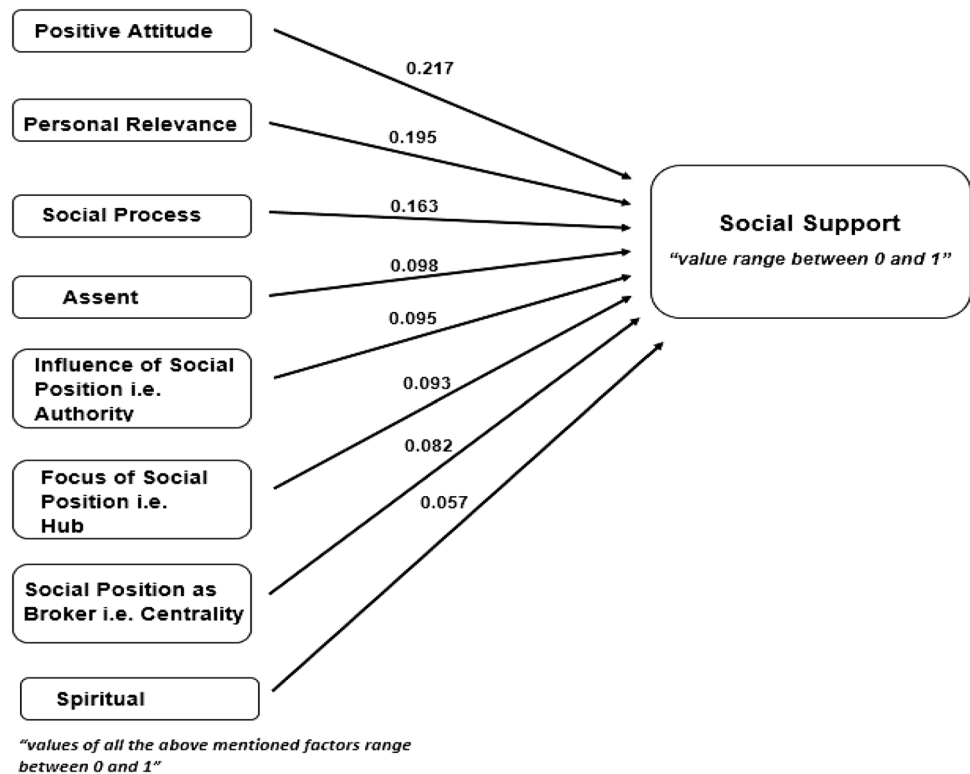 Positive Attitude
0.217
Personal Relevance
0.195
Social Process
0.163
Social Support
"value range between 0 and 1"
Assent
0.098
Influence of Social
Position i.e.
Authority
0.095
Focus of Social
Position i.e.
Hub
0.093
Social Position as
Broker i.e. Centrality
0.082
Spiritual
0.057
"values of all the above mentioned factors range
between 0 and 1"